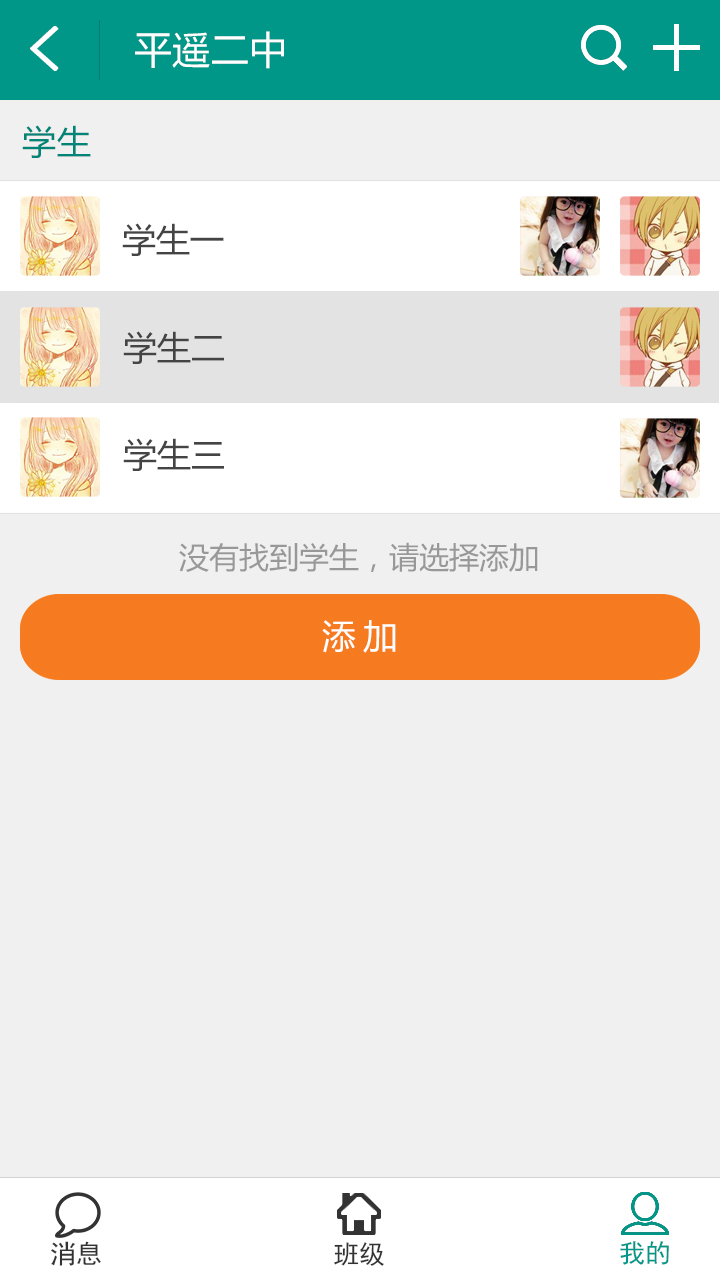 平遥二中
学生
学生一
学生二
学生三
没有找到学生，请选择添加
添加
消息
班级
我的